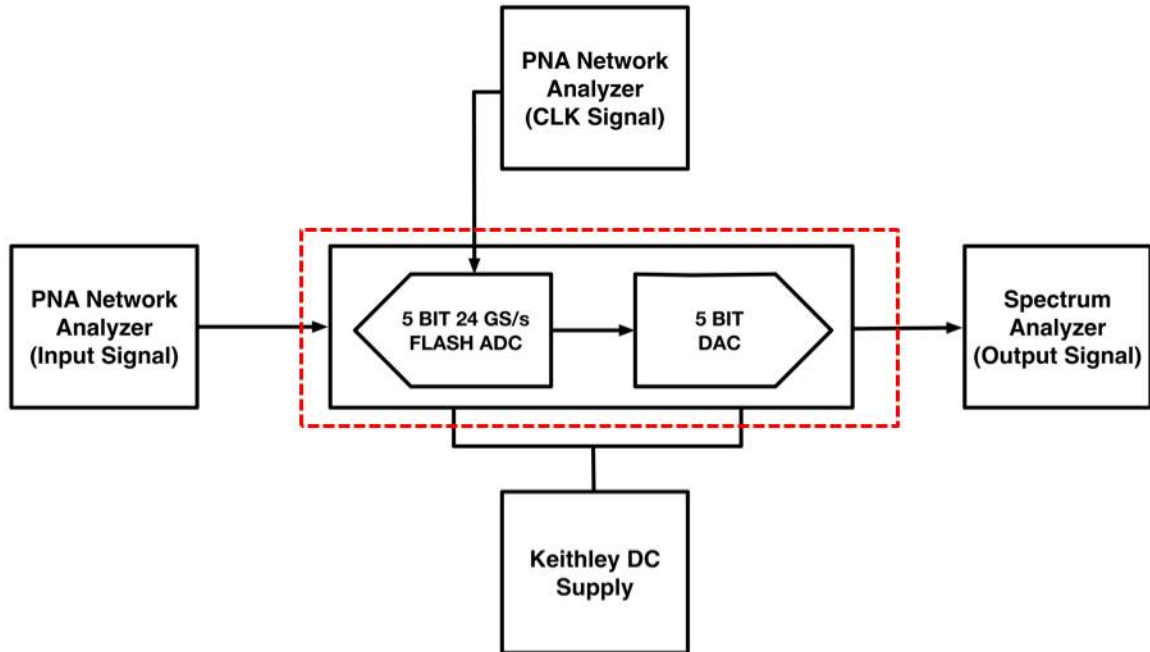 PNA Network
Analyzer
(CLK Signal)
PNA Network
Analyzer
(Input Signal)
5 BIT 24 GS/s
FLASH ADC
5 BIT
DAC
Spectrum
Analyzer
(Output Signal)
Keithley DC
Supply